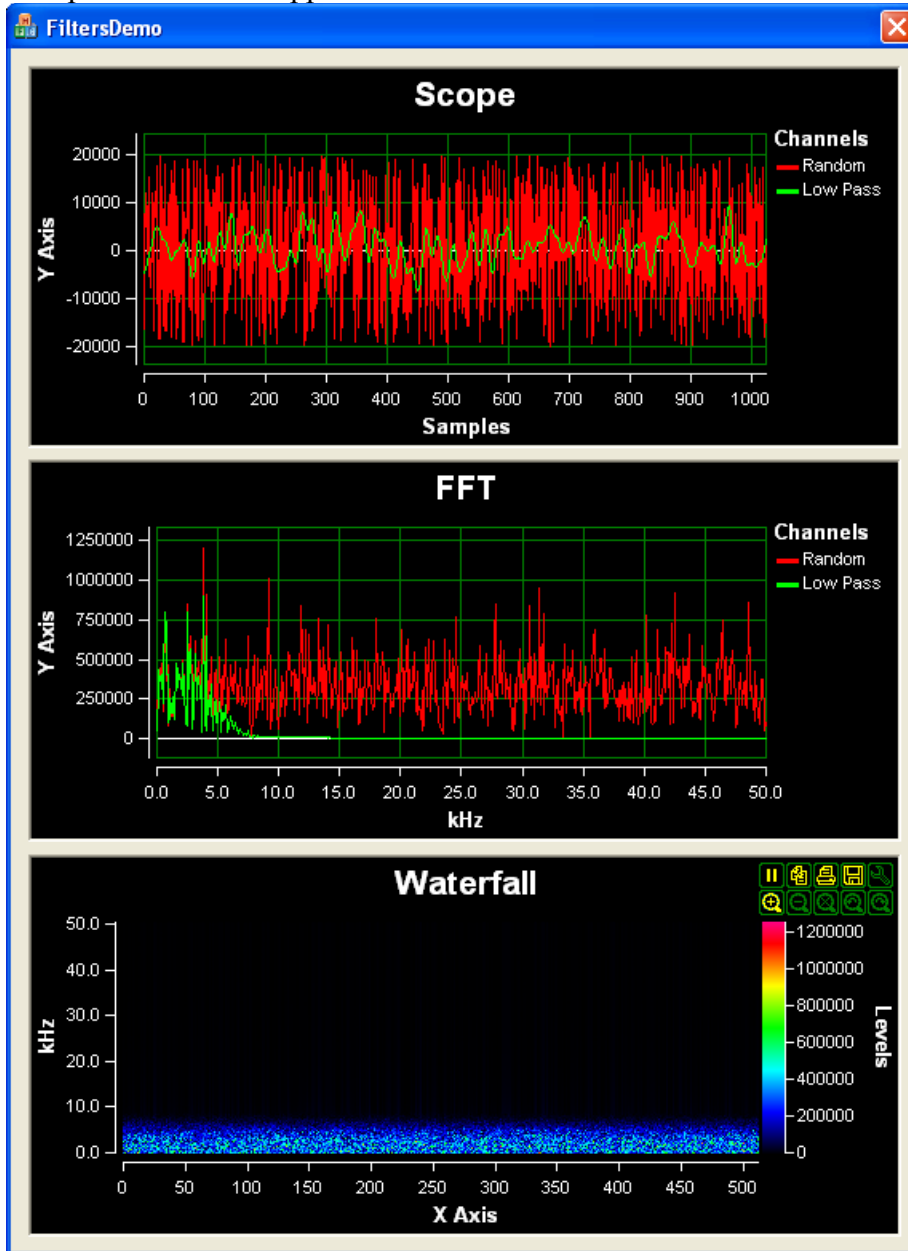 FiltersDemo
Scope
Channels
Random
Low Pass
20000
10000
0
-10000
-20000
Y Axis
0 100 200 300 400 500 600 700 800 900 1000
Samples
FFT
Channels
Random
Low Pass
1250000
1000000
750000
500000
250000
0
Y Axis
0.0 5.0 10.0 15.0 20.0 25.0 30.0 35.0 40.0 45.0 50.0
kHz
Waterfall
50.0
40.0
30.0
20.0
10.0
0.0
kHz
1200000
1000000
800000
600000
400000
200000
0
Levels
0 50 100 150 200 250 300 350 400 450 500
X Axis